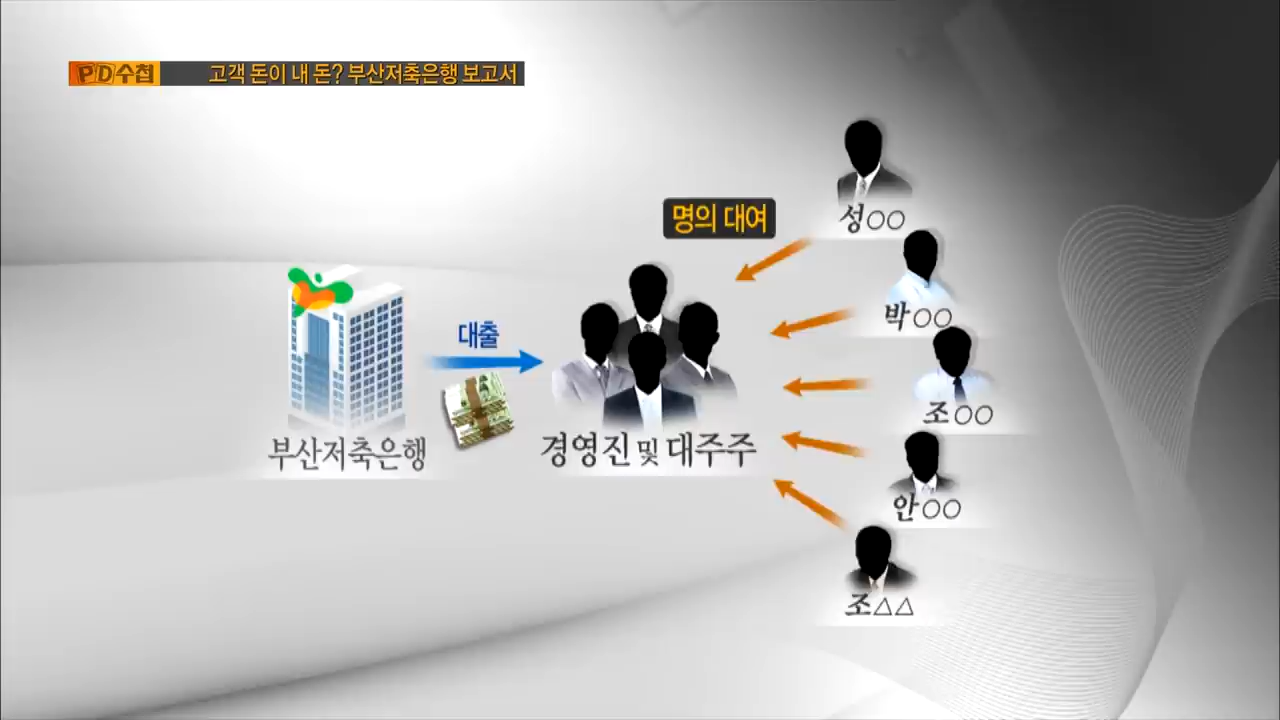 PD수첩 고객 돈이 내 돈? 부산저축은행 보고서
성○○
명의 대여
박○○
대출
조○○
부산저축은행
경영진 및 대주주
안○○
조△△